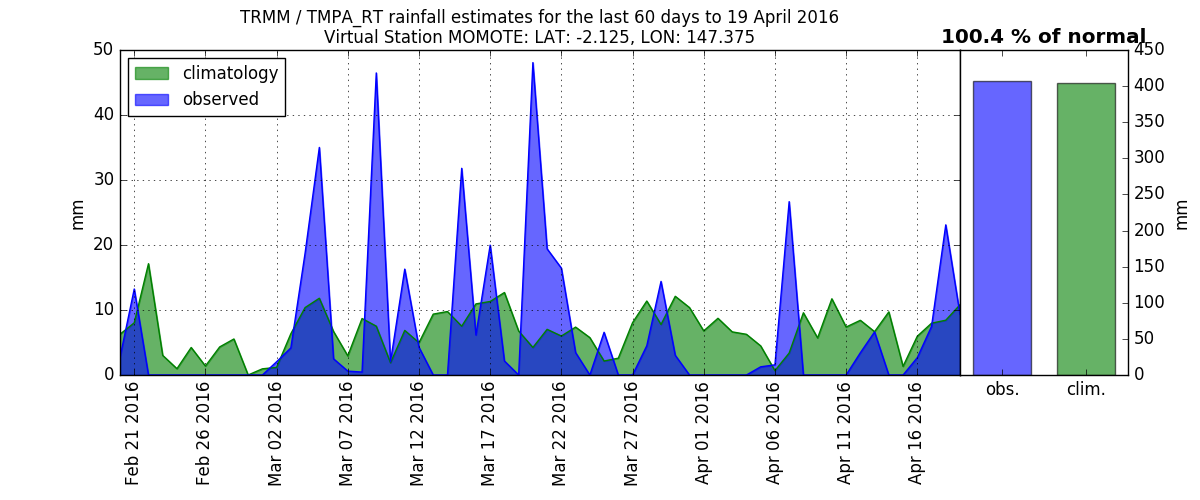 TRMM / TMPA_RT rainfall estimates for the last 60 days to 19 April 2016
Virtual Station MOMOTE: LAT: -2.125, LON: 147.375
100.4 % of normal
climatology
observed
50
40
30
20
10
0
mm
Feb 21 2016
Feb 26 2016
Mar 02 2016
Mar 07 2016
Mar 12 2016
Mar 17 2016
Mar 22 2016
Mar 27 2016
Apr 01 2016
Apr 06 2016
Apr 11 2016
Apr 16 2016
450
400
350
300
250
200
150
100
50
0
mm
obs.
clim.